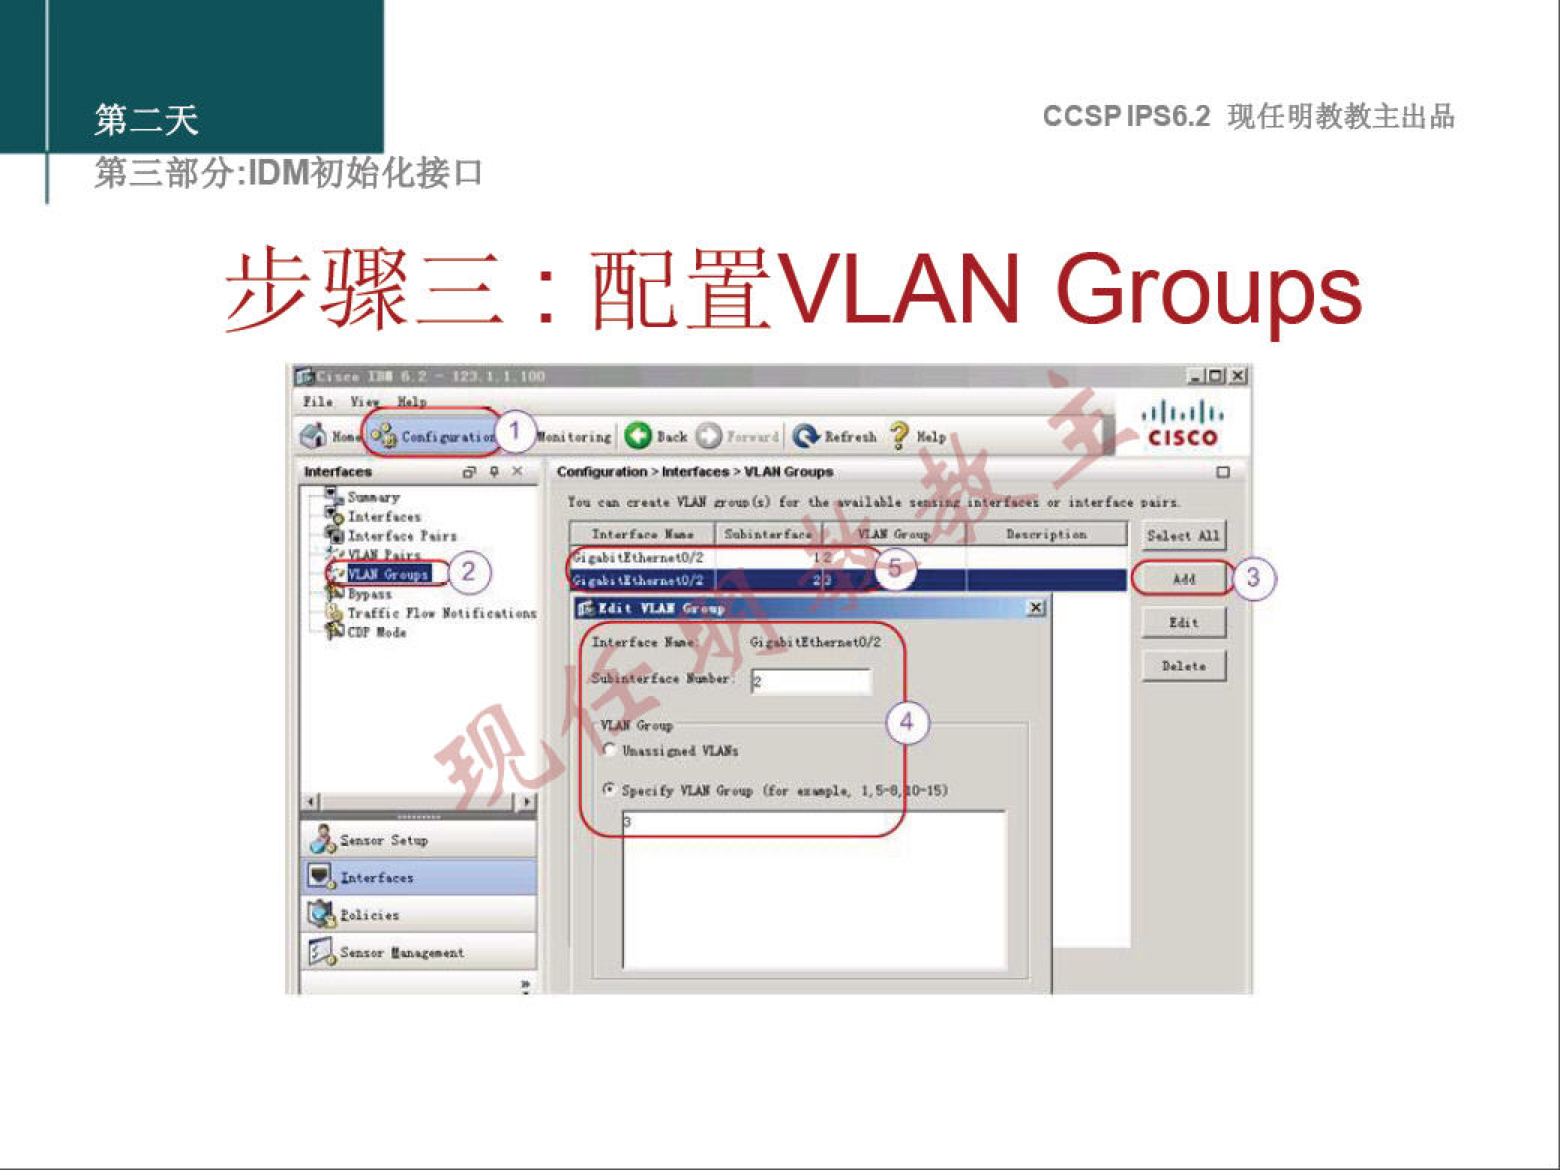 第二天
CCSP IPS6.2 现任明教教主出品
第三部分:IDM初始化接口
步骤三：配置VLAN Groups
Cisco IDM 6.2 - 123.1.1.100
File View Help
Home Configuration 1 Monitoring Back Forward Refresh Help
CISCO
Interfaces
Summary
Interfaces
Interface Pairs
VLAN Pairs
VLAN Groups 2
Bypass
Traffic Flow Notifications
CDP Mode
Sensor Setup
Interfaces
Policies
Sensor Management
Configuration > Interfaces > VLAN Groups
You can create VLAN group(s) for the available sensing interfaces or interface pairs.
Interface Name Subinterface VLAN Group Description
GigabitEthernet0/2 1 2
GigabitEthernet0/2 2 3
5
Select All
Add 3
Edit
Delete
Edit VLAN Group
Interface Name: GigabitEthernet0/2
Subinterface Number: 2
VLAN Group
4
Unassigned VLANs
Specify VLAN Group (for example, 1,5-8,10-15)
3
现任明教教主